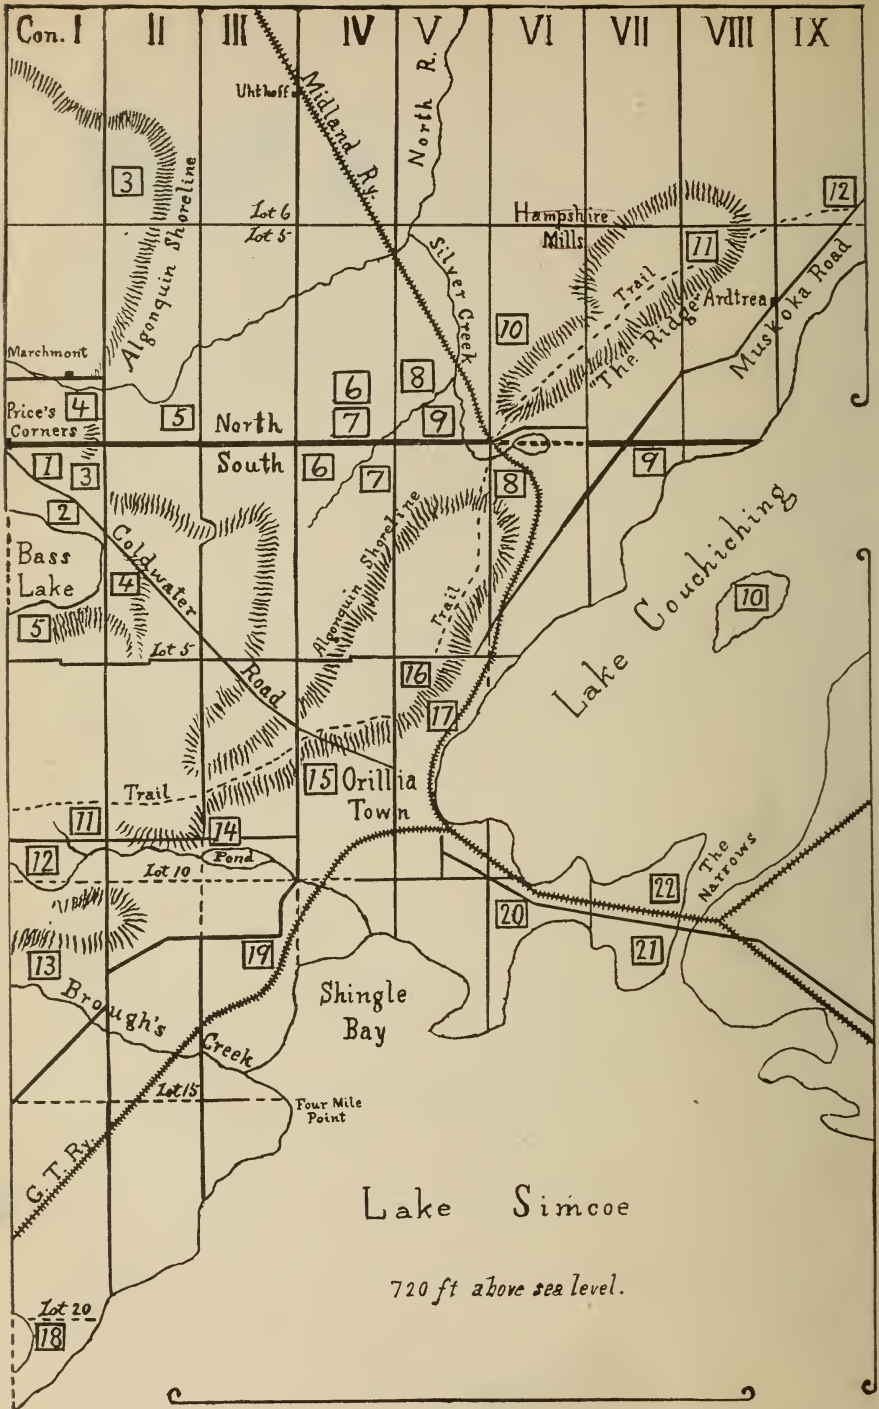 Con. I II III IV V VI VII VIII IX
Uhthoff
Midland Ry.
North R.
3
Algonquin Shoreline
Lot 6
Lot 5
Hampshire
Mills
12
11
Trail
Silver Creek
"The Ridge"
Ardtrea
Muskoka Road
10
Marchmont
4
Price's
Corners
5
6
7
8
9
North
South
1
3
2
6
7
8
9
Bass
Lake
Coldwater Road
4
5
Lot 5
Algonquin Shoreline
Trail
Lake Couchiching
10
16
17
15
Orillia
Town
Trail
11
14
12
Pond
Lot 10
The
Narrows
22
20
21
13
19
Shingle
Bay
Brough's Creek
Lot 15
Four Mile
Point
G. T. Ry.
Lake Simcoe
720 ft above sea level.
Lot 20
18